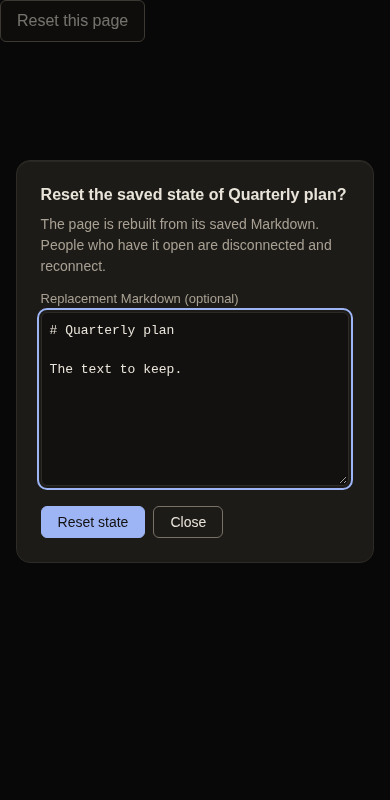 Reset this page
Reset the saved state of Quarterly plan?
The page is rebuilt from its saved Markdown.
People who have it open are disconnected and
reconnect.
Replacement Markdown (optional)
# Quarterly plan
The text to keep.
Reset state
Close